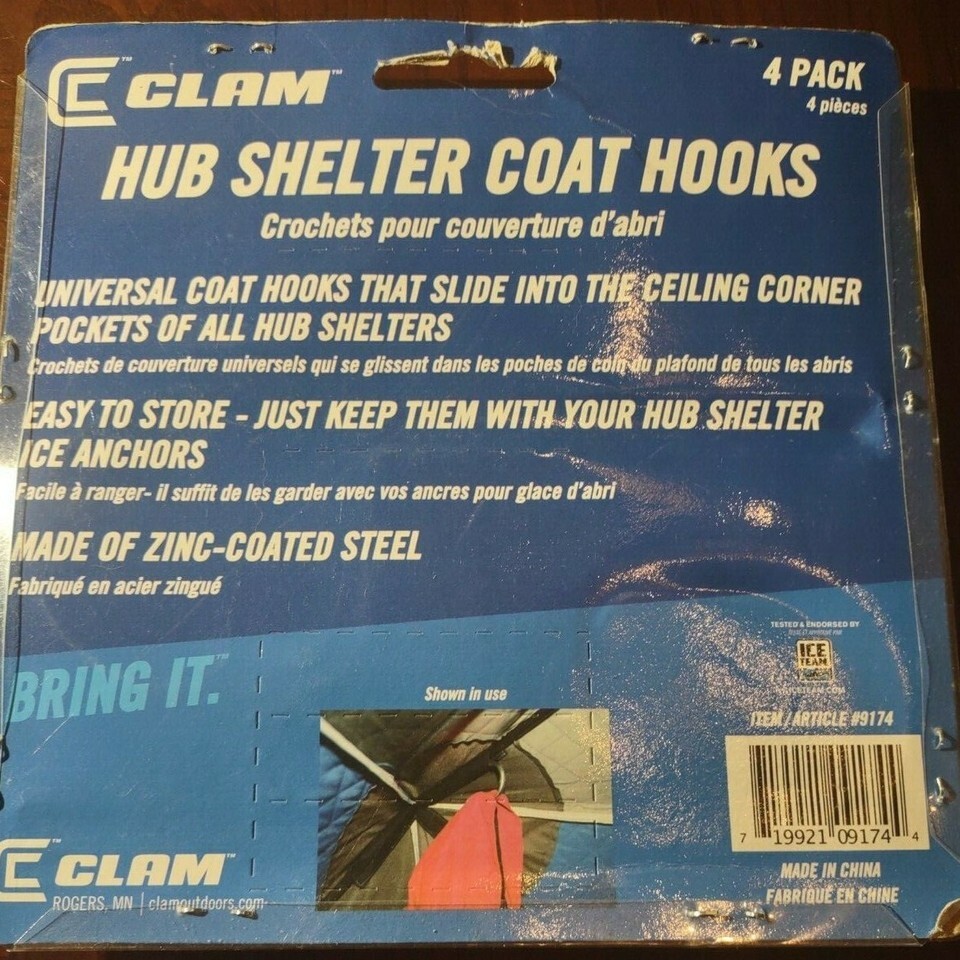 CLAM™
4 PACK
4 pièces
HUB SHELTER COAT HOOKS
Crochets pour couverture d'abri
UNIVERSAL COAT HOOKS THAT SLIDE INTO THE CEILING CORNER
POCKETS OF ALL HUB SHELTERS
Crochets de couverture universels qui se glissent dans les poches de coin du plafond de tous les abris
EASY TO STORE - JUST KEEP THEM WITH YOUR HUB SHELTER
ICE ANCHORS
Facile à ranger- il suffit de les garder avec vos ancres pour glace d'abri
MADE OF ZINC-COATED STEEL
Fabriqué en acier zingué
BRING IT.™
Shown in use
TESTED & ENDORSED BY
ICE
TEAM
ITEM/ARTICLE #9174
7 19921 09174 4
MADE IN CHINA
FABRIQUÉ EN CHINE
CLAM™
ROGERS, MN | clamoutdoors.com